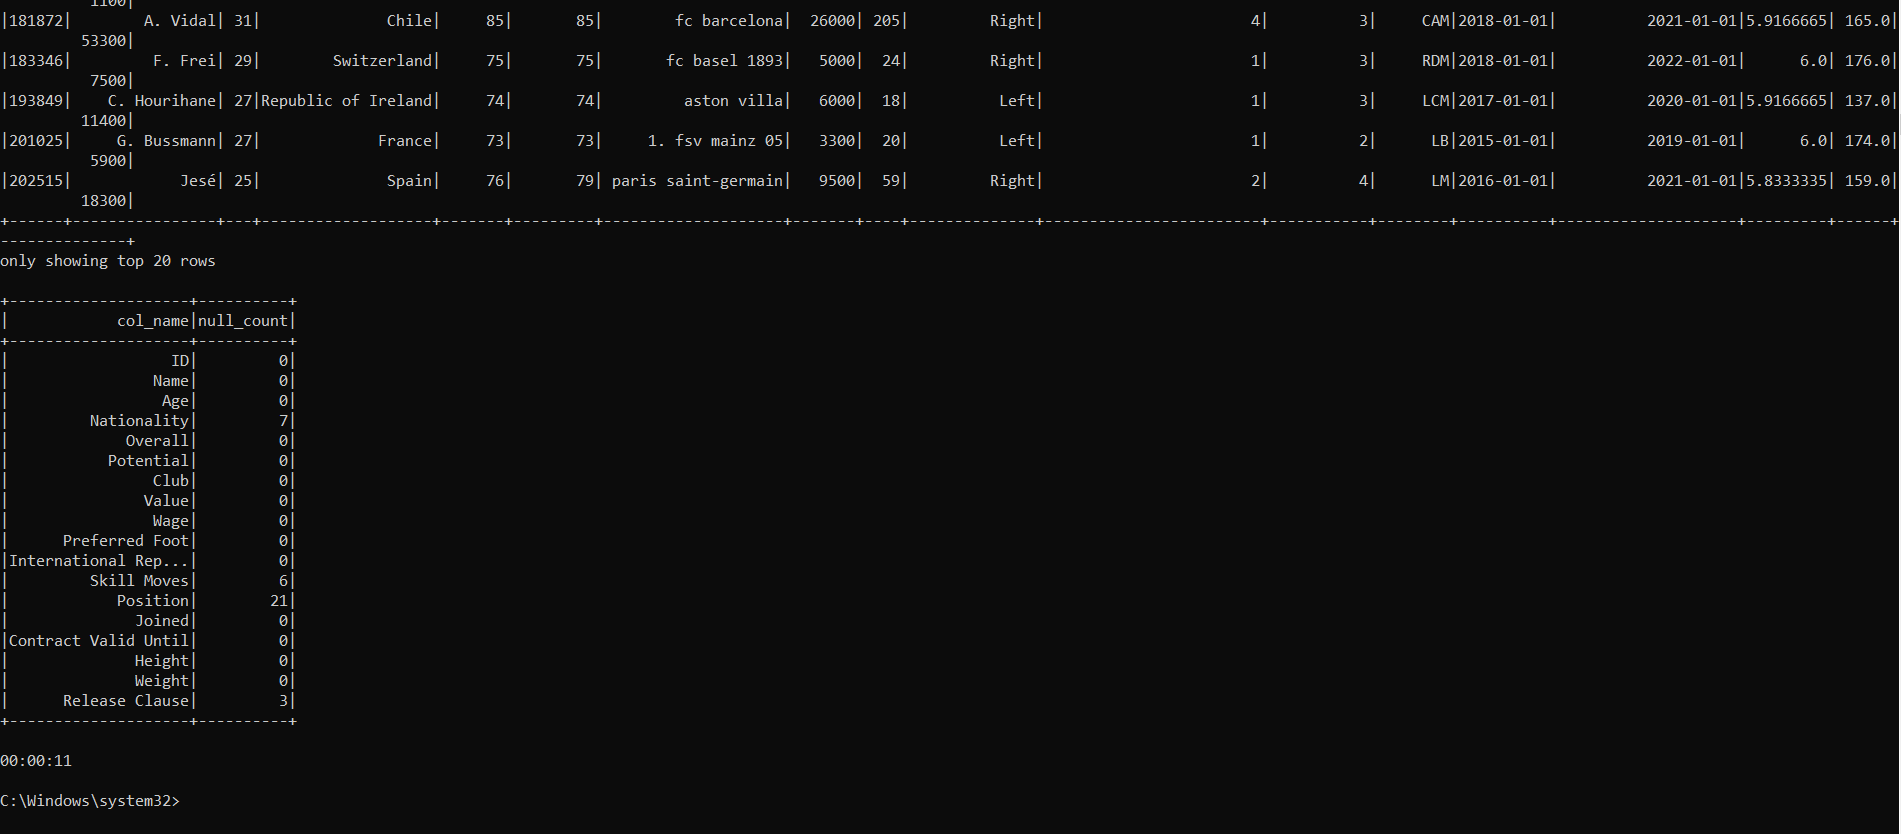 1100|
|181872|        A. Vidal| 31|              Chile|     85|       85|         fc barcelona|  26000| 205|         Right|                       4|          3|     CAM|2018-01-01|          2021-01-01|5.9166665| 165.0|
         53300|
|183346|         F. Frei| 29|        Switzerland|     75|       75|        fc basel 1893|   5000|  24|         Right|                       1|          3|     RDM|2018-01-01|          2022-01-01|      6.0| 176.0|
          7500|
|193849|    C. Hourihane| 27|Republic of Ireland|     74|       74|          aston villa|   6000|  18|          Left|                       1|          3|     LCM|2017-01-01|          2020-01-01|5.9166665| 137.0|
         11400|
|201025|     G. Bussmann| 27|             France|     73|       73|      1. fsv mainz 05|   3300|  20|          Left|                       1|          2|      LB|2015-01-01|          2019-01-01|      6.0| 174.0|
          5900|
|202515|            Jesé| 25|              Spain|     76|       79|  paris saint-germain|   9500|  59|         Right|                       2|          4|      LM|2016-01-01|          2021-01-01|5.8333335| 159.0|
         18300|
+------+----------------+---+-------------------+-------+---------+--------------------+-------+----+--------------+------------------------+-----------+--------+----------+--------------------+---------+------+
--------------+
only showing top 20 rows
+--------------------+----------+
|            col_name|null_count|
+--------------------+----------+
|                  ID|         0|
|                Name|         0|
|                 Age|         0|
|         Nationality|         7|
|             Overall|         0|
|           Potential|         0|
|                Club|         0|
|               Value|         0|
|                Wage|         0|
|      Preferred Foot|         0|
|International Rep...|         0|
|         Skill Moves|         6|
|            Position|        21|
|              Joined|         0|
|Contract Valid Until|         0|
|              Height|         0|
|              Weight|         0|
|      Release Clause|         3|
+--------------------+----------+
00:00:11
C:\Windows\system32>